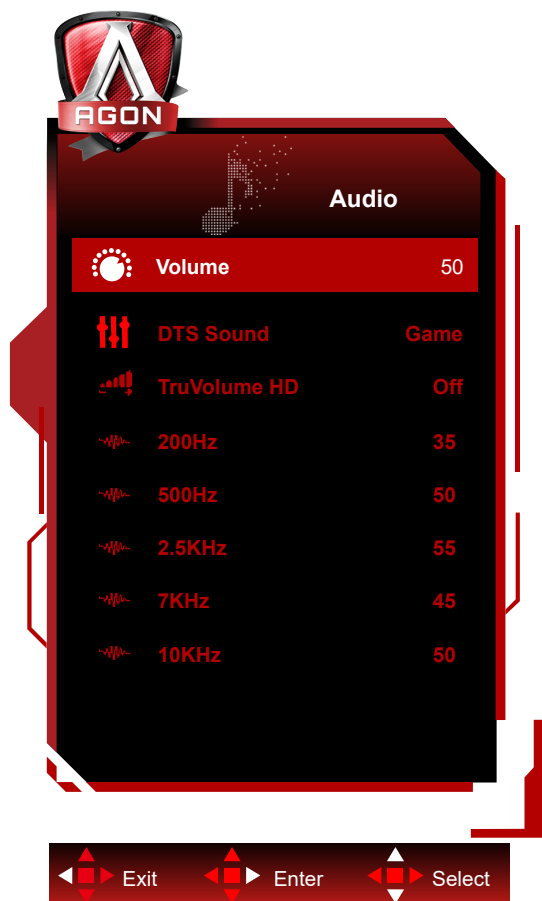 AGON
Audio
Volume 50
DTS Sound Game
TruVolume HD Off
200Hz 35
500Hz 50
2.5KHz 55
7KHz 45
10KHz 50
Exit Enter Select